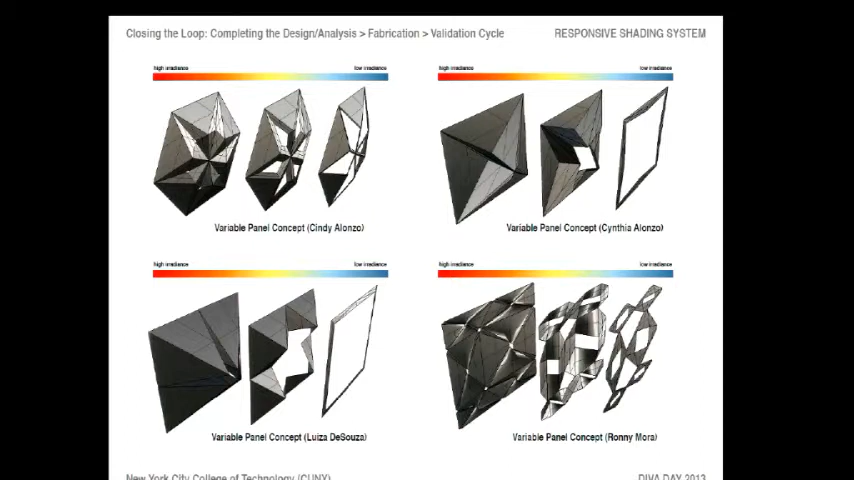 Closing the Loop: Completing the Design/Analysis > Fabrication > Validation Cycle
RESPONSIVE SHADING SYSTEM
high irradiance low irradiance
high irradiance low irradiance
Variable Panel Concept (Cindy Alonzo)
Variable Panel Concept (Cynthia Alonzo)
high irradiance low irradiance
high irradiance low irradiance
Variable Panel Concept (Luiza DeSouza)
Variable Panel Concept (Ronny Mora)
New York City College of Technology (CUNY)
DIVA DAY 2013